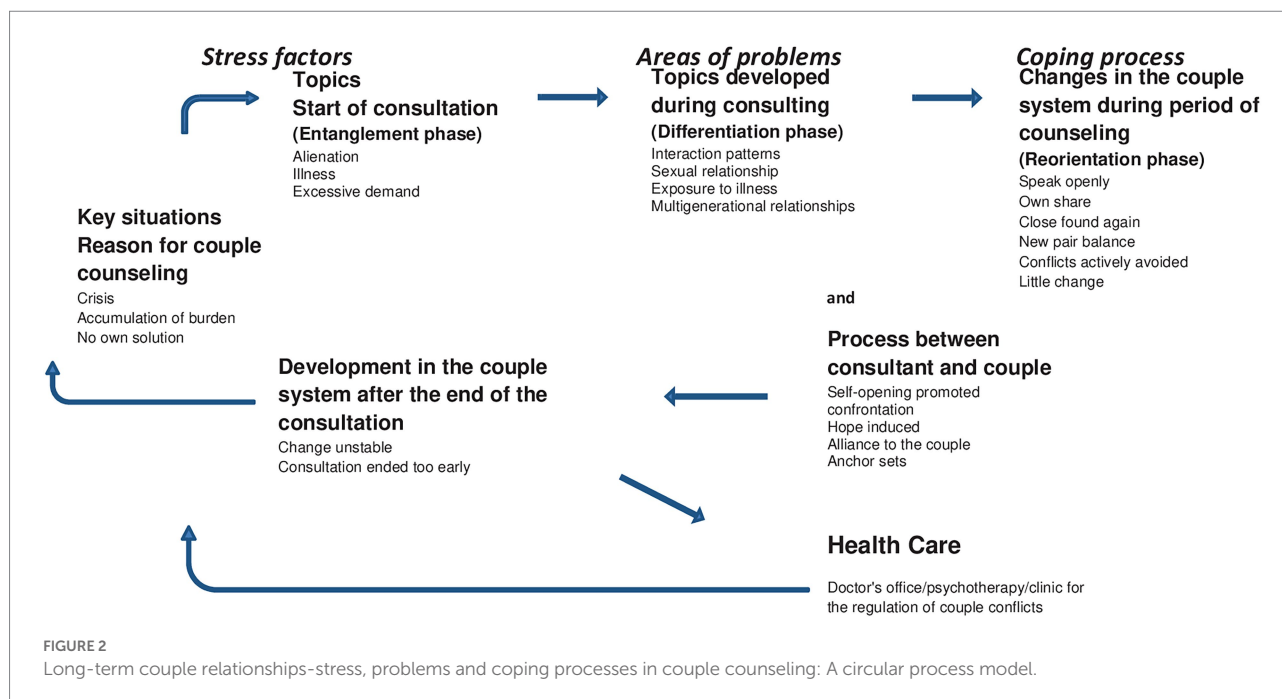 Stress factors
Areas of problems
Coping process
Topics
Start of consultation
(Entanglement phase)
Alienation
Illness
Excessive demand
Topics developed
during consulting
(Differentiation phase)
Interaction patterns
Sexual relationship
Exposure to illness
Multigenerational relationships
Changes in the couple
system during period of
counseling
(Reorientation phase)
Speak openly
Own share
Close found again
New pair balance
Conflicts actively avoided
Little change
Key situations
Reason for couple
counseling
Crisis
Accumulation of burden
No own solution
and
Process between
consultant and couple
Self-opening promoted
confrontation
Hope induced
Alliance to the couple
Anchor sets
Development in the couple
system after the end of the
consultation
Change unstable
Consultation ended too early
Health Care
Doctor's office/psychotherapy/clinic for
the regulation of couple conflicts
FIGURE 2
Long-term couple relationships-stress, problems and coping processes in couple counseling: A circular process model.